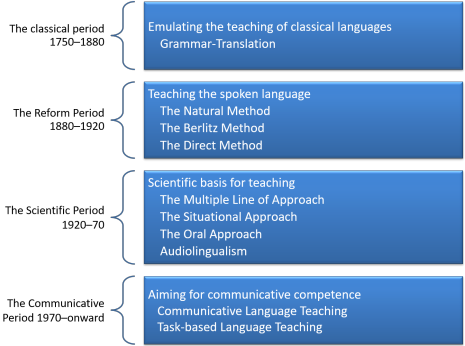 The classical period
1750–1880
Emulating the teaching of classical languages
Grammar-Translation
The Reform Period
1880–1920
Teaching the spoken language
The Natural Method
The Berlitz Method
The Direct Method
The Scientific Period
1920–70
Scientific basis for teaching
The Multiple Line of Approach
The Situational Approach
The Oral Approach
Audiolingualism
The Communicative
Period 1970–onward
Aiming for communicative competence
Communicative Language Teaching
Task-based Language Teaching